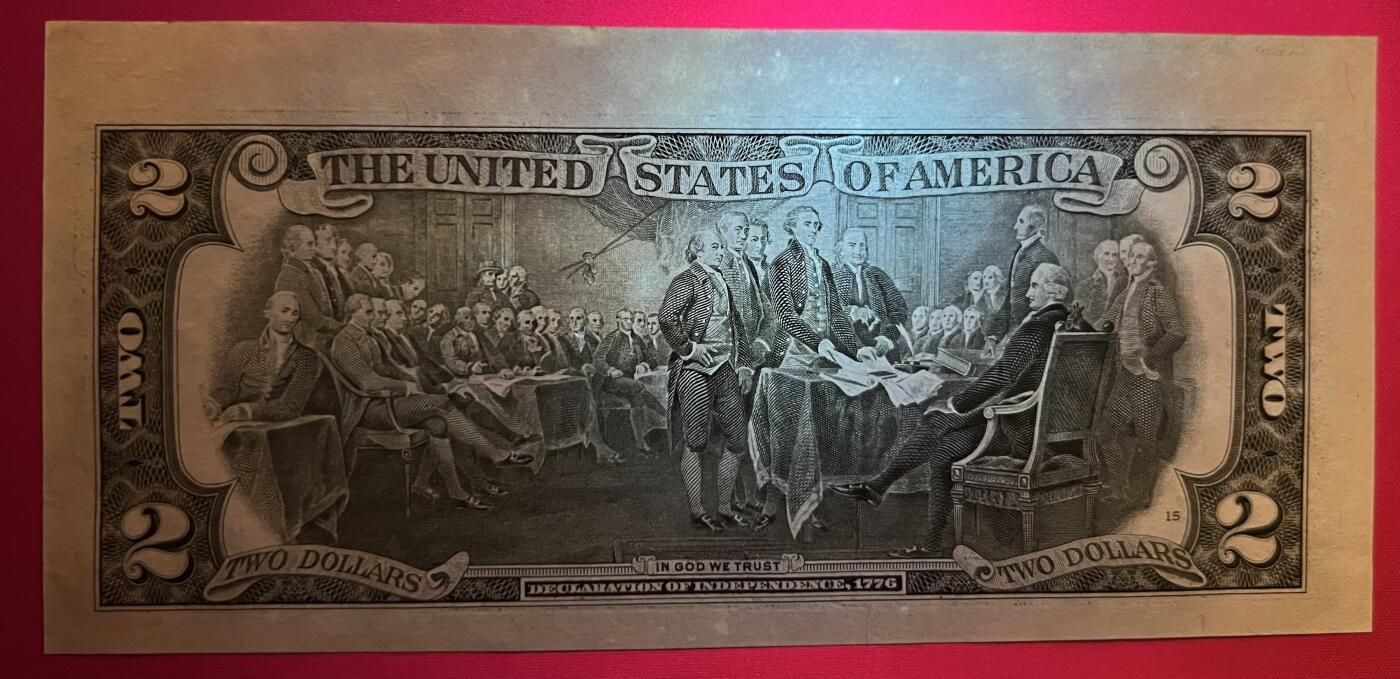 THE UNITED STATES OF AMERICA
2
2
TWO
TWO
15
2
2
TWO DOLLARS
TWO DOLLARS
IN GOD WE TRUST
DECLARATION OF INDEPENDENCE, 1776